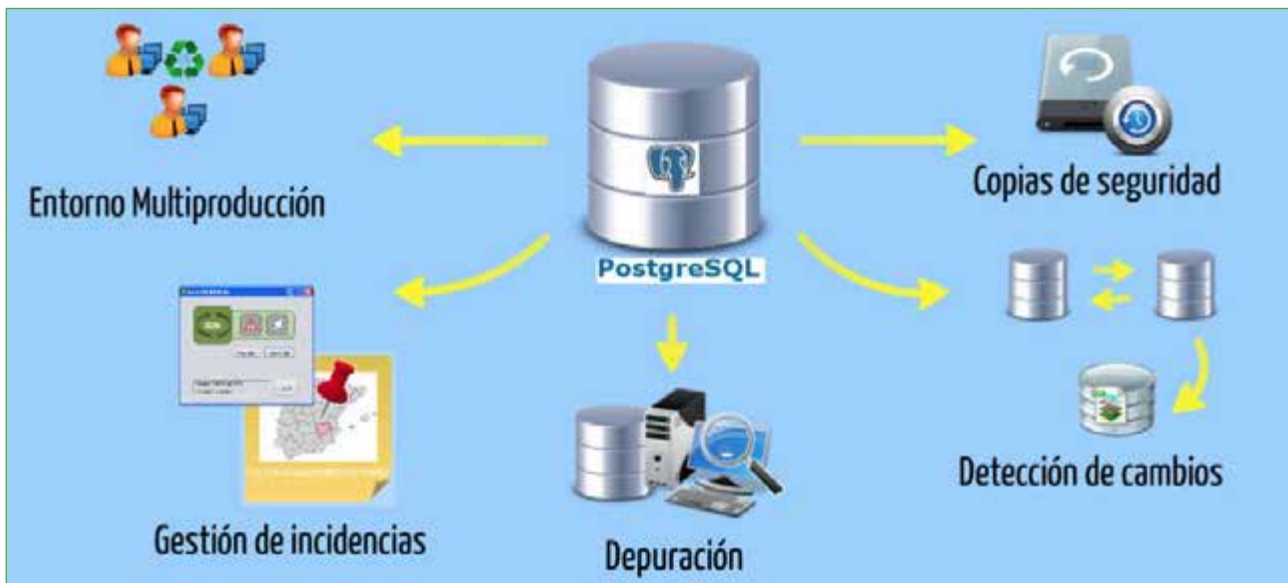 Entorno Multiproducción
PostgreSQL
Copias de seguridad
Gestión de incidencias
Depuración
Detección de cambios